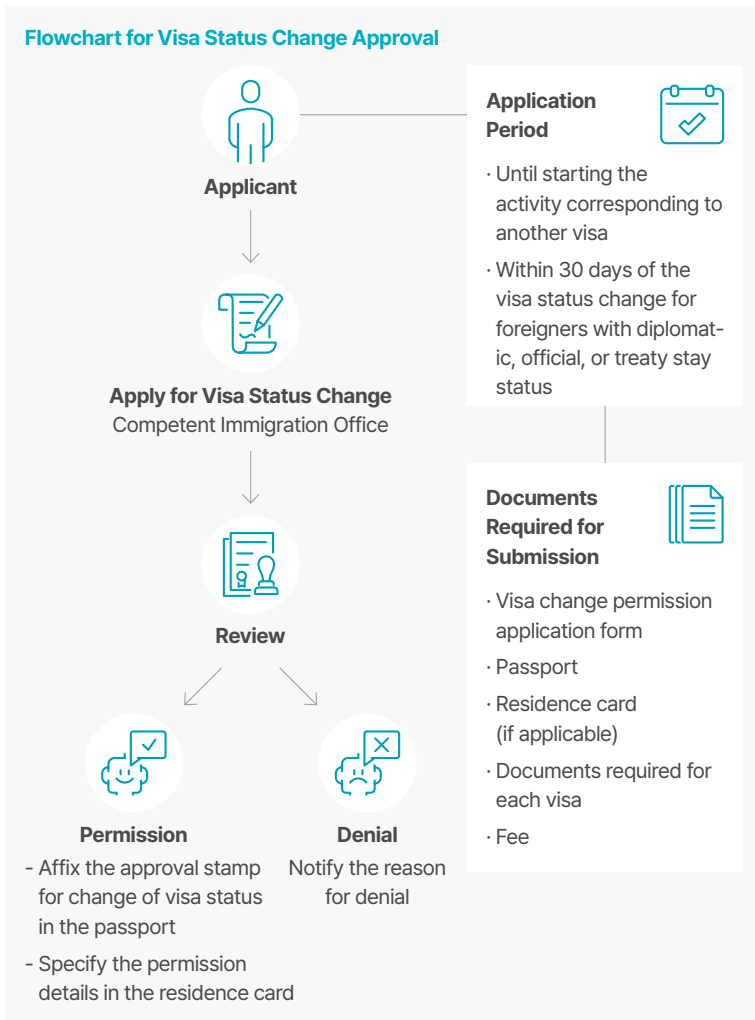 Flowchart for Visa Status Change Approval
Applicant
Apply for Visa Status Change
Competent Immigration Office
Review
Permission
- Affix the approval stamp
for change of visa status
in the passport
- Specify the permission
details in the residence card
Denial
Notify the reason
for denial
Application
Period
· Until starting the
activity corresponding to
another visa
· Within 30 days of the
visa status change for
foreigners with diplomat-
ic, official, or treaty stay
status
Documents
Required for
Submission
· Visa change permission
application form
· Passport
· Residence card
(if applicable)
· Documents required for
each visa
· Fee